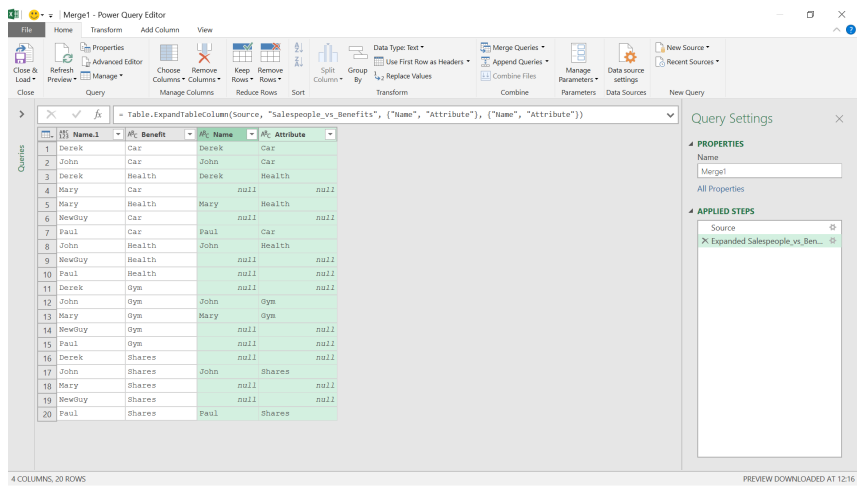 Merge1 - Power Query Editor
File Home Transform Add Column View
Close & Load
Refresh Preview
Properties
Advanced Editor
Manage
Choose Columns
Remove Columns
Keep Rows
Remove Rows
Split Column
Group By
Data Type: Text
Use First Row as Headers
Replace Values
Merge Queries
Append Queries
Combine Files
Manage Parameters
Data source settings
New Source
Recent Sources
Close Query Manage Columns Reduce Rows Sort Transform Combine Parameters Data Sources New Query
fx = Table.ExpandTableColumn(Source, "Salespeople_vs_Benefits", {"Name", "Attribute"}, {"Name", "Attribute"})
Queries
ABC 123 Name.1 ABC Benefit ABC Name ABC Attribute
1 Derek Car Derek Car
2 John Car John Car
3 Derek Health Derek Health
4 Mary Car null null
5 Mary Health Mary Health
6 NewGuy Car null null
7 Paul Car Paul Car
8 John Health John Health
9 NewGuy Health null null
10 Paul Health null null
11 Derek Gym null null
12 John Gym John Gym
13 Mary Gym Mary Gym
14 NewGuy Gym null null
15 Paul Gym null null
16 Derek Shares null null
17 John Shares John Shares
18 Mary Shares null null
19 NewGuy Shares null null
20 Paul Shares Paul Shares
Query Settings
PROPERTIES
Name
Merge1
All Properties
APPLIED STEPS
Source
Expanded Salespeople_vs_Ben...
4 COLUMNS, 20 ROWS
PREVIEW DOWNLOADED AT 12:16